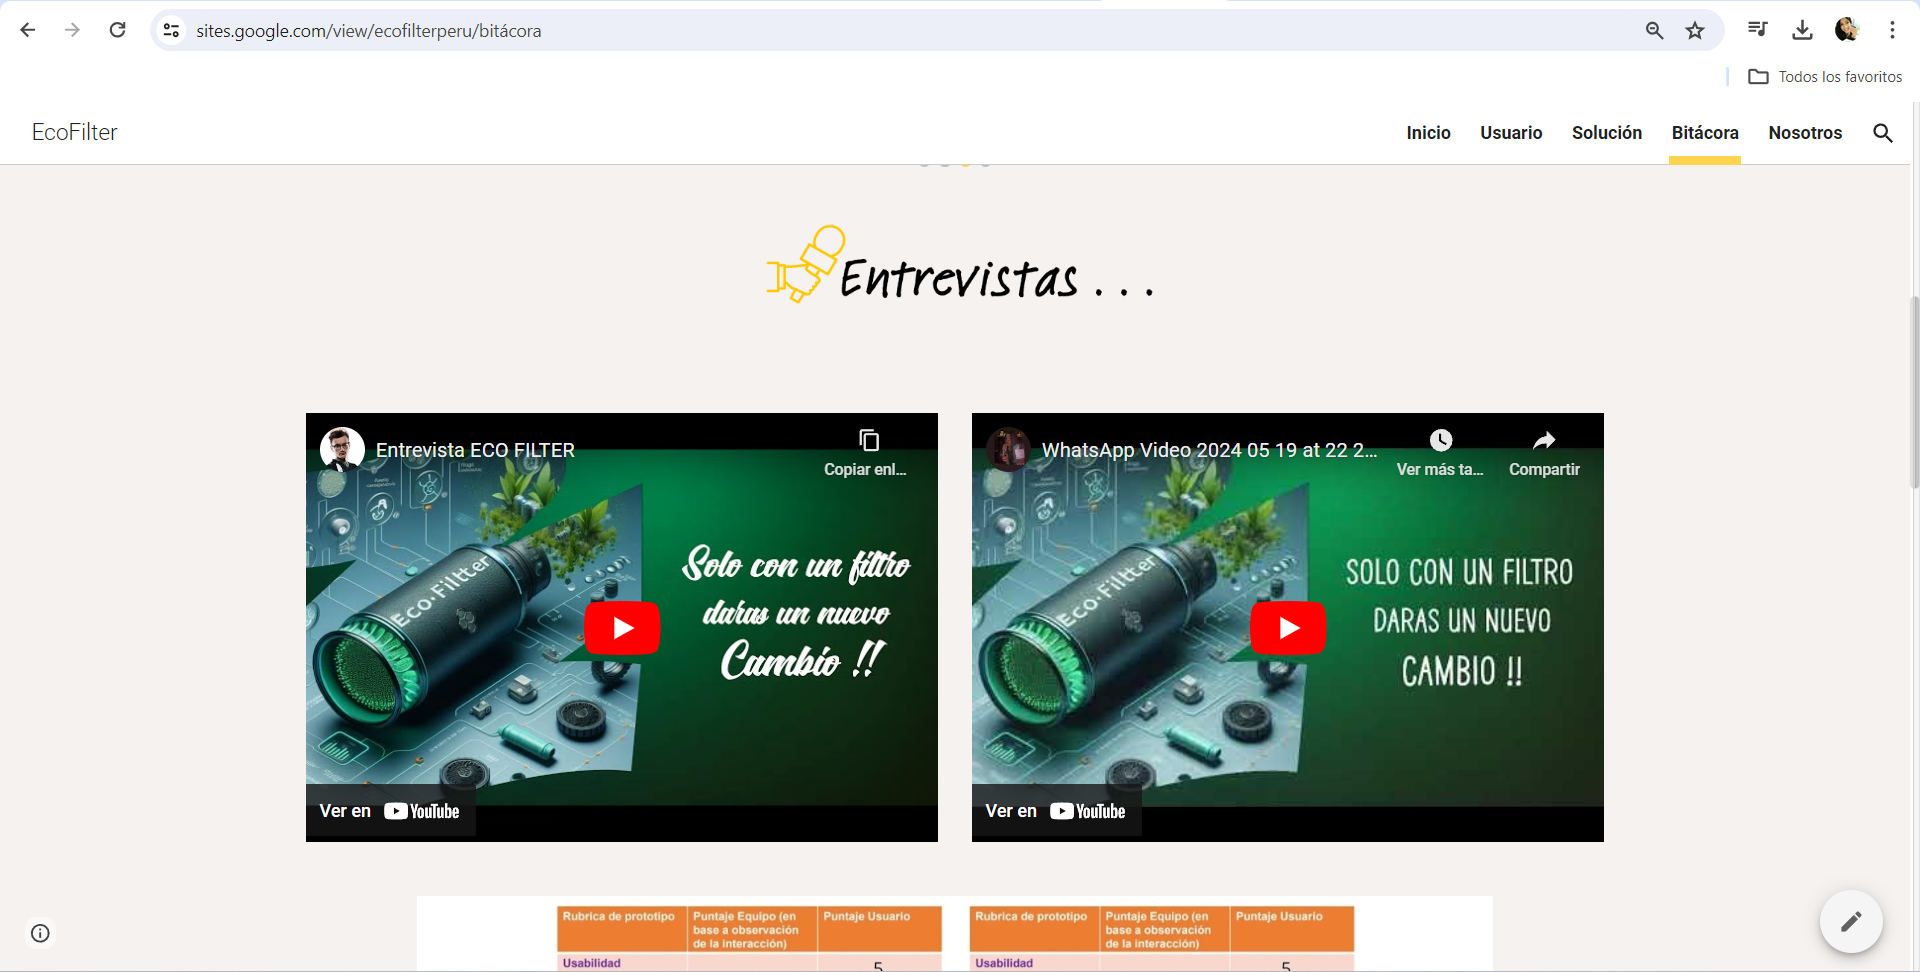 sites.google.com/view/ecofilterperu/bitácora
Todos los favoritos
EcoFilter
Inicio
Usuario
Solución
Bitácora
Nosotros
Entrevistas . . .
Entrevista ECO FILTER
Copiar enl...
Eco-Filtter
Solo con un filtro
daras un nuevo
Cambio !!
Ver en YouTube
WhatsApp Video 2024 05 19 at 22 2...
Ver más ta...
Compartir
Eco-Filtter
SOLO CON UN FILTRO
DARAS UN NUEVO
CAMBIO !!
Ver en YouTube
Rubrica de prototipo
Puntaje Equipo (en
base a observación
de la interacción)
Puntaje Usuario
Usabilidad
5
Rubrica de prototipo
Puntaje Equipo (en
base a observación
de la interacción)
Puntaje Usuario
Usabilidad
5